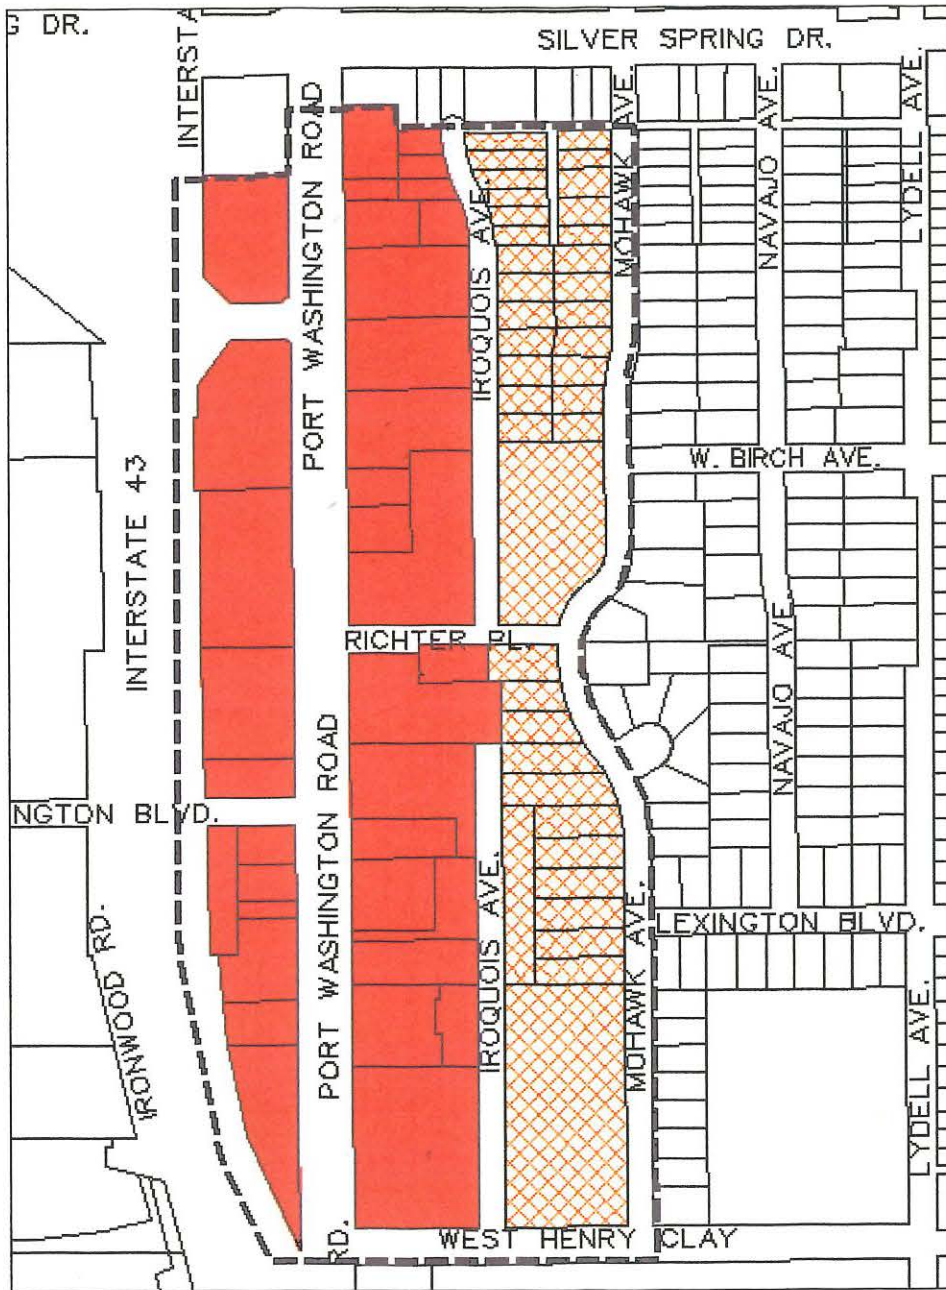 G DR.
INTERSTA
SILVER SPRING DR.
PORT WASHINGTON ROAD
IROQUOIS AVE.
MOHAWK AVE.
NAVAJO AVE.
LYDELL AVE.
W. BIRCH AVE.
INTERSTATE 43
RICHTER PL.
NAVAJO AVE.
PORT WASHINGTON ROAD
NGTON BLVD.
IRONWOOD RD.
IROQUOIS AVE.
MOHAWK AVE.
LEXINGTON BLVD.
LYDELL AVE.
RD.
WEST HENRY CLAY